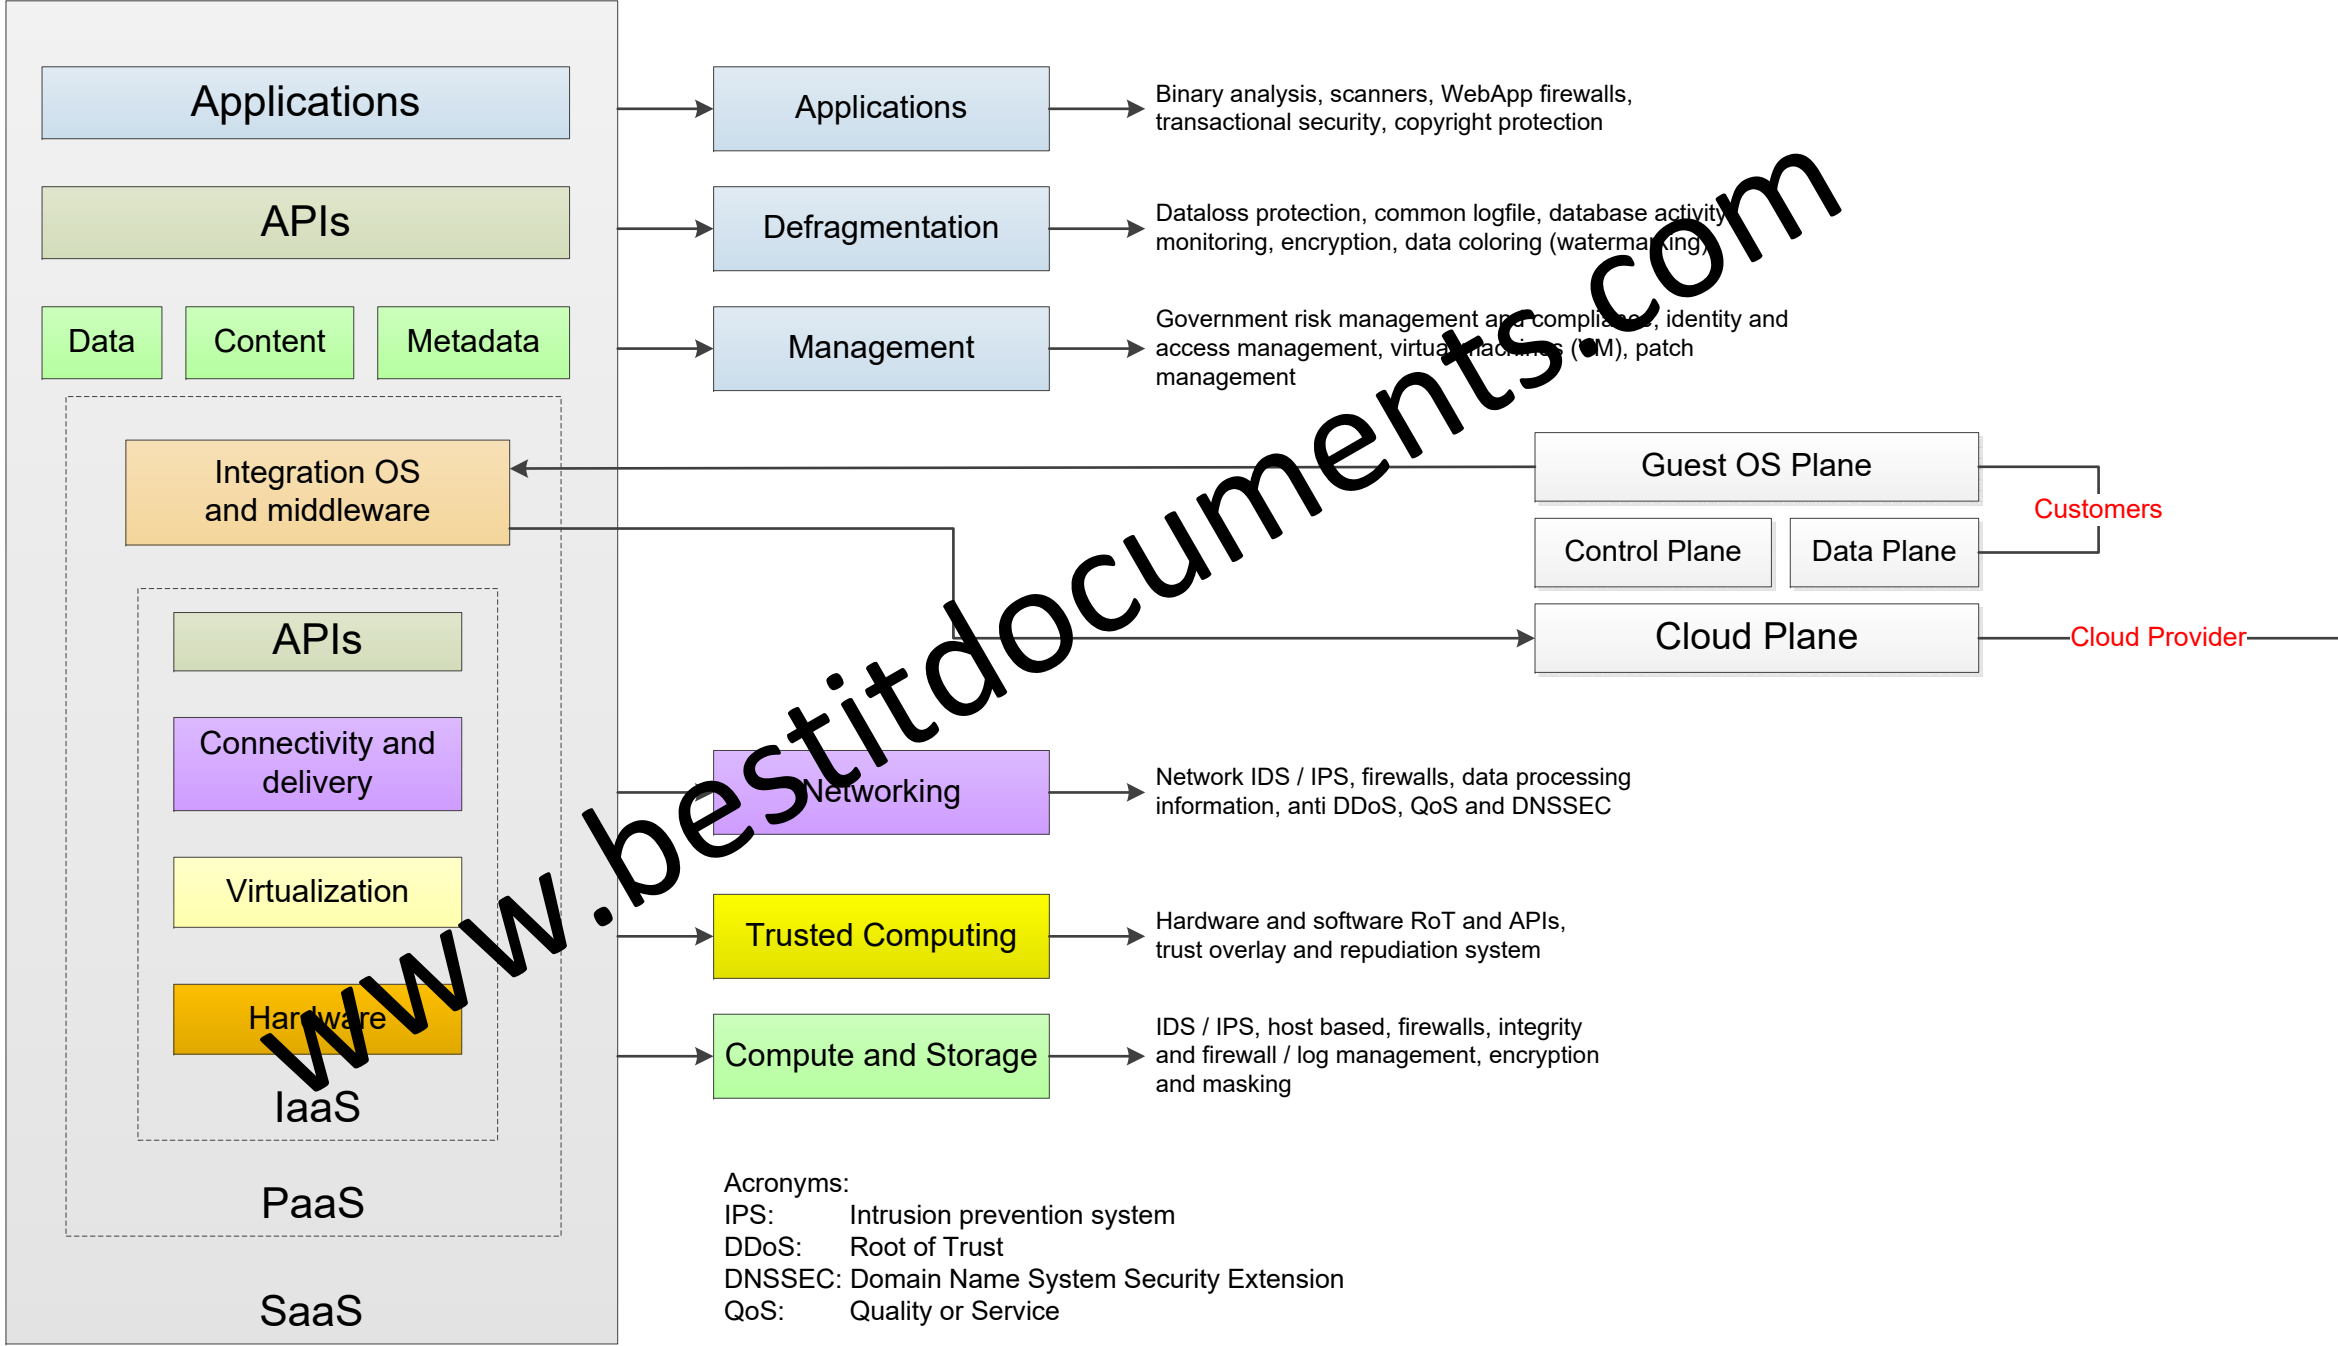 Applications
APIs
Data
Content
Metadata
Integration OS
and middleware
APIs
Connectivity and
delivery
Virtualization
Hardware
IaaS
PaaS
SaaS
Applications
Binary analysis, scanners, WebApp firewalls,
transactional security, copyright protection
Defragmentation
Dataloss protection, common logfile, database activity
monitoring, encryption, data coloring (watermarking)
Management
Government risk management and compliance, identity and
access management, virtual machines (VM), patch
management
Guest OS Plane
Control Plane
Data Plane
Cloud Plane
Customers
Cloud Provider
Networking
Network IDS / IPS, firewalls, data processing
information, anti DDoS, QoS and DNSSEC
Trusted Computing
Hardware and software RoT and APIs,
trust overlay and repudiation system
Compute and Storage
IDS / IPS, host based, firewalls, integrity
and firewall / log management, encryption
and masking
Acronyms:
IPS: Intrusion prevention system
DDoS: Root of Trust
DNSSEC: Domain Name System Security Extension
QoS: Quality or Service
www.bestitdocuments.com